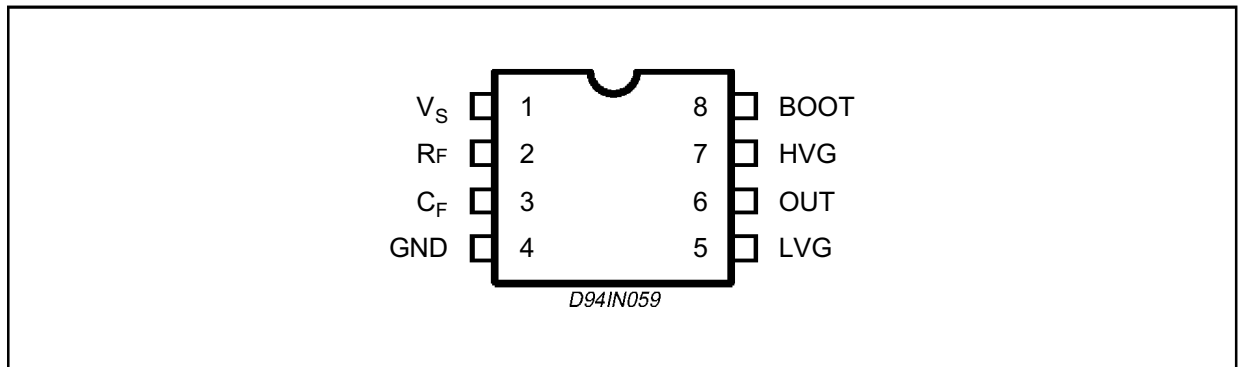 V_S 1 8 BOOT
RF 2 7 HVG
C_F 3 6 OUT
GND 4 5 LVG
D94IN059